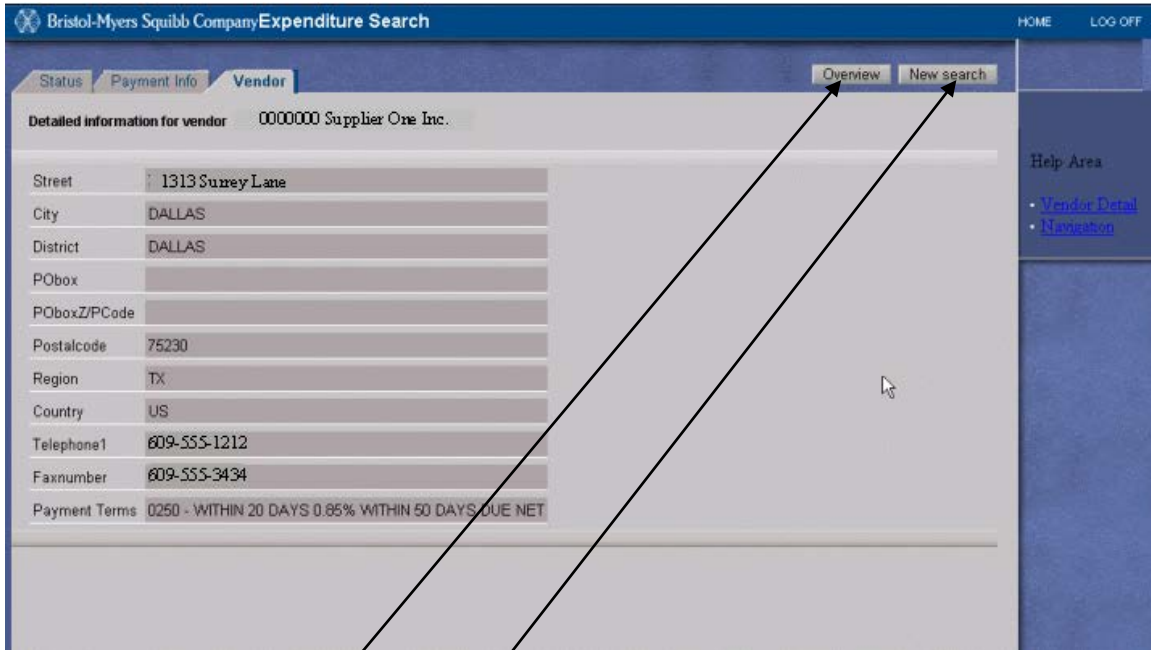 Bristol-Myers Squibb Company Expenditure Search HOME LOG OFF
Status Payment Info Vendor Overview New search
Detailed information for vendor 0000000 Supplier One Inc.
Help Area
Street 1313 Surrey Lane
City DALLAS
• Vendor Detail
• Navigation
District DALLAS
PObox
POboxZ/PCode
Postalcode 75230
Region TX
Country US
Telephone1 609-555-1212
Faxnumber 609-555-3434
Payment Terms 0250 - WITHIN 20 DAYS 0.85% WITHIN 50 DAYS DUE NET